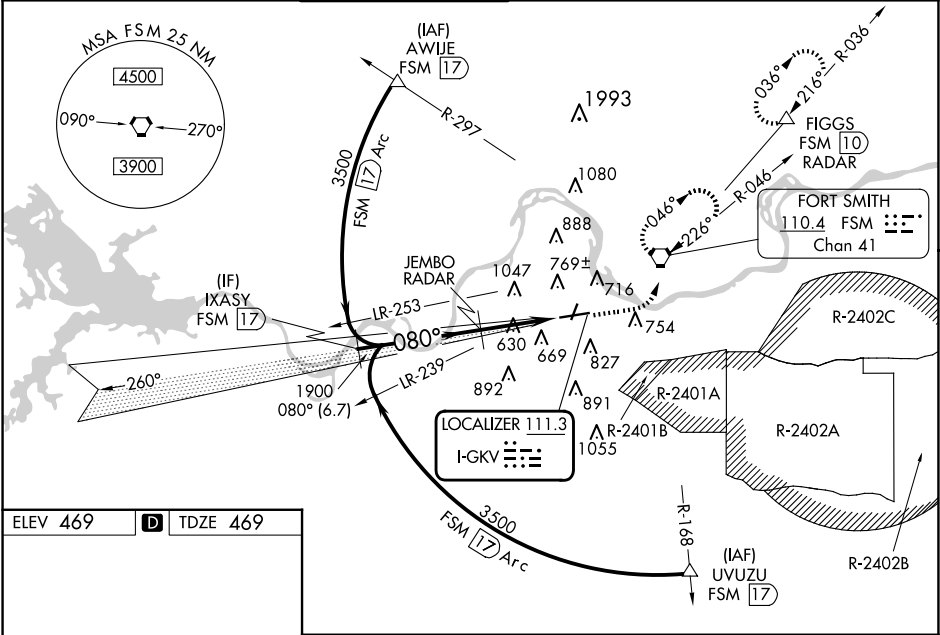 MSA FSM 25 NM
4500
090°
270°
3900
(IAF)
AWIJE
FSM 17
R-297
3500
FSM 17 Arc
1993
1080
888
769±
716
1047
630
669
754
827
892
891
1055
036°
216°
R-036
FIGGS
FSM 10
RADAR
046°
226°
R-046
FORT SMITH
110.4 FSM
Chan 41
JEMBO
RADAR
(IF)
IXASY
FSM 17
LR-253
080°
LR-239
260°
1900
080° (6.7)
LOCALIZER 111.3
I-GKV
R-2402C
R-2401A
R-2401B
R-2402A
R-2402B
3500
FSM 17 Arc
R-168
(IAF)
UVUZU
FSM 17
ELEV 469 D TDZE 469